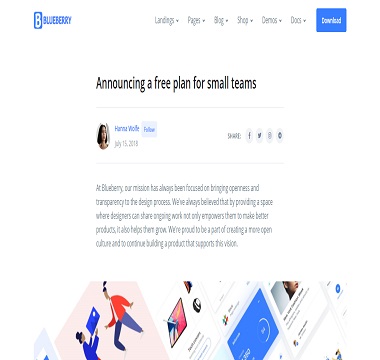 BLUEBERRY
Landings Pages Blog Shop Demos Docs Download
Announcing a free plan for small teams
Hanna Wolfe Follow
July 15, 2018
SHARE:
At Blueberry, our mission has always been focused on bringing openness and
transparency to the design process. We've always believed that by providing a space
where designers can share ongoing work not only empowers them to make better
products, it also helps them grow. We're proud to be a part of creating a more open
culture and to continue building a product that supports this vision.